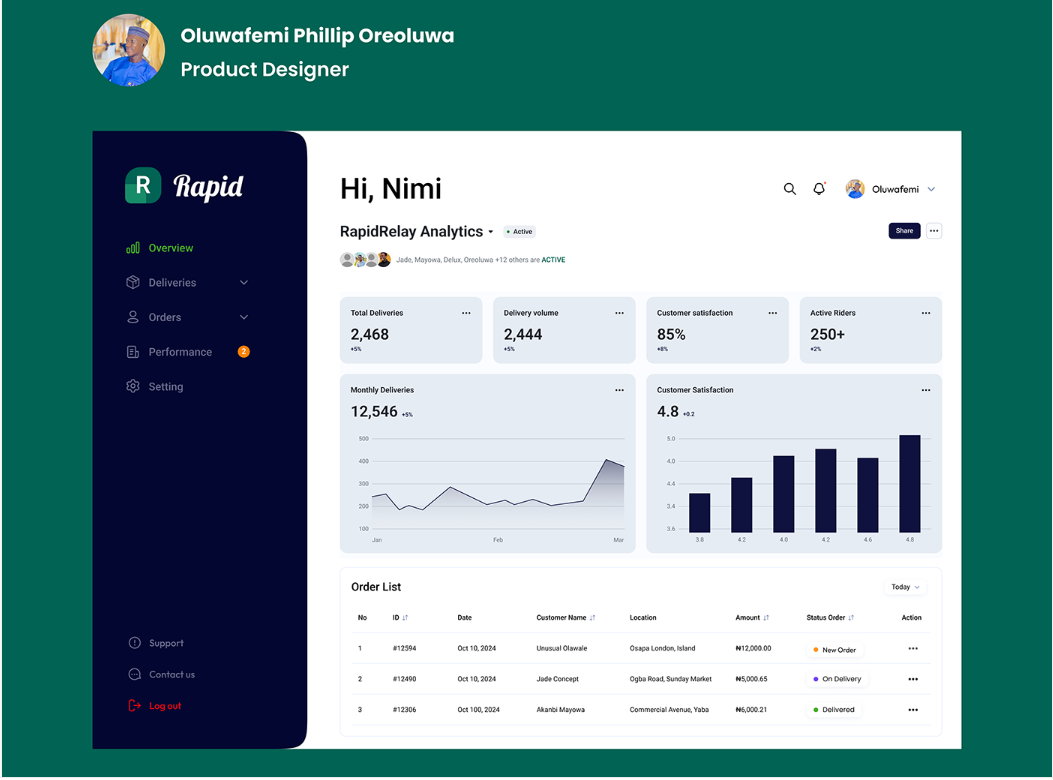 Oluwafemi Phillip Oreoluwa
Product Designer
R Rapid
Overview
Deliveries
Orders
Performance 2
Setting
Support
Contact us
Log out
Hi, Nimi
Oluwafemi
RapidRelay Analytics Active
Share
Jade, Mayowa, Delux, Oreoluwa +12 others are ACTIVE
Total Deliveries
2,468
+5%
Delivery volume
2,444
+5%
Customer satisfaction
85%
+8%
Active Riders
250+
+2%
Monthly Deliveries
12,546 +5%
500
400
300
200
100
Jan Feb Mar
Customer Satisfaction
4.8 +0.2
5.0
4.0
4.4
3.4
3.6
3.8 4.2 4.0 4.2 4.6 4.8
Order List
Today
No ID Date Customer Name Location Amount Status Order Action
1 #12594 Oct 10, 2024 Unusual Olawale Osapa London, Island ₦12,000.00 New Order
2 #12490 Oct 10, 2024 Jade Concept Ogba Road, Sunday Market ₦5,000.65 On Delivery
3 #12306 Oct 100, 2024 Akanbi Mayowa Commercial Avenue, Yaba ₦6,000.21 Delivered